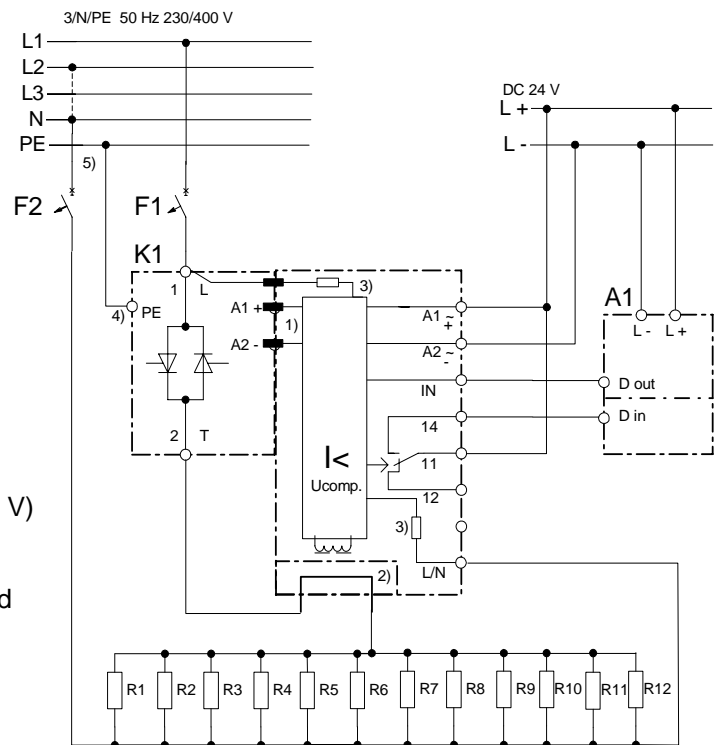 3/N/PE 50 Hz 230/400 V
L1
L2
L3
N
PE
5)
DC 24 V
L +
L -
F2
F1
K1
1
L
3)
A1 +
1)
A1 ~
+
A1
4)
PE
A2 -
A2 ~
-
L -
L +
IN
D out
14
D in
2
T
I<
11
Ucomp.
12
V)
3)
2)
L/N
d
R1
R2
R3
R4
R5
R6
R7
R8
R9
R10
R11
R12